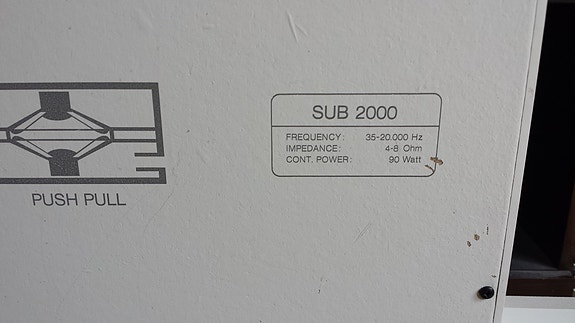 SUB 2000
FREQUENCY: 35-20.000 Hz
IMPEDANCE: 4-8 Ohm
CONT. POWER: 90 Watt
PUSH PULL